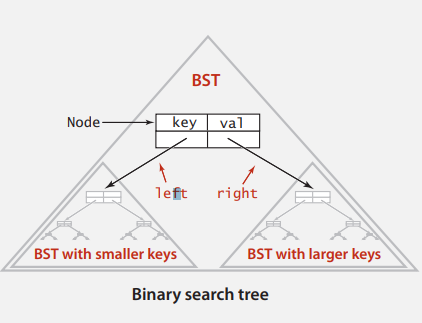 BST
Node
key val
left right
BST with smaller keys
BST with larger keys
Binary search tree